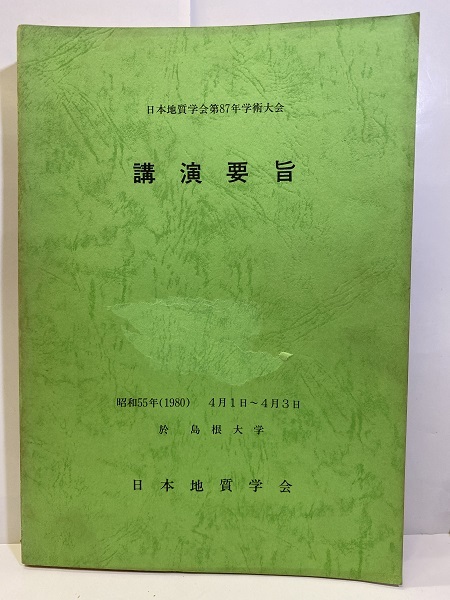 日本地質学会第87年学術大会
講演要旨
昭和55年(1980) 4月1日~4月3日
於 島根大学
日本地質学会